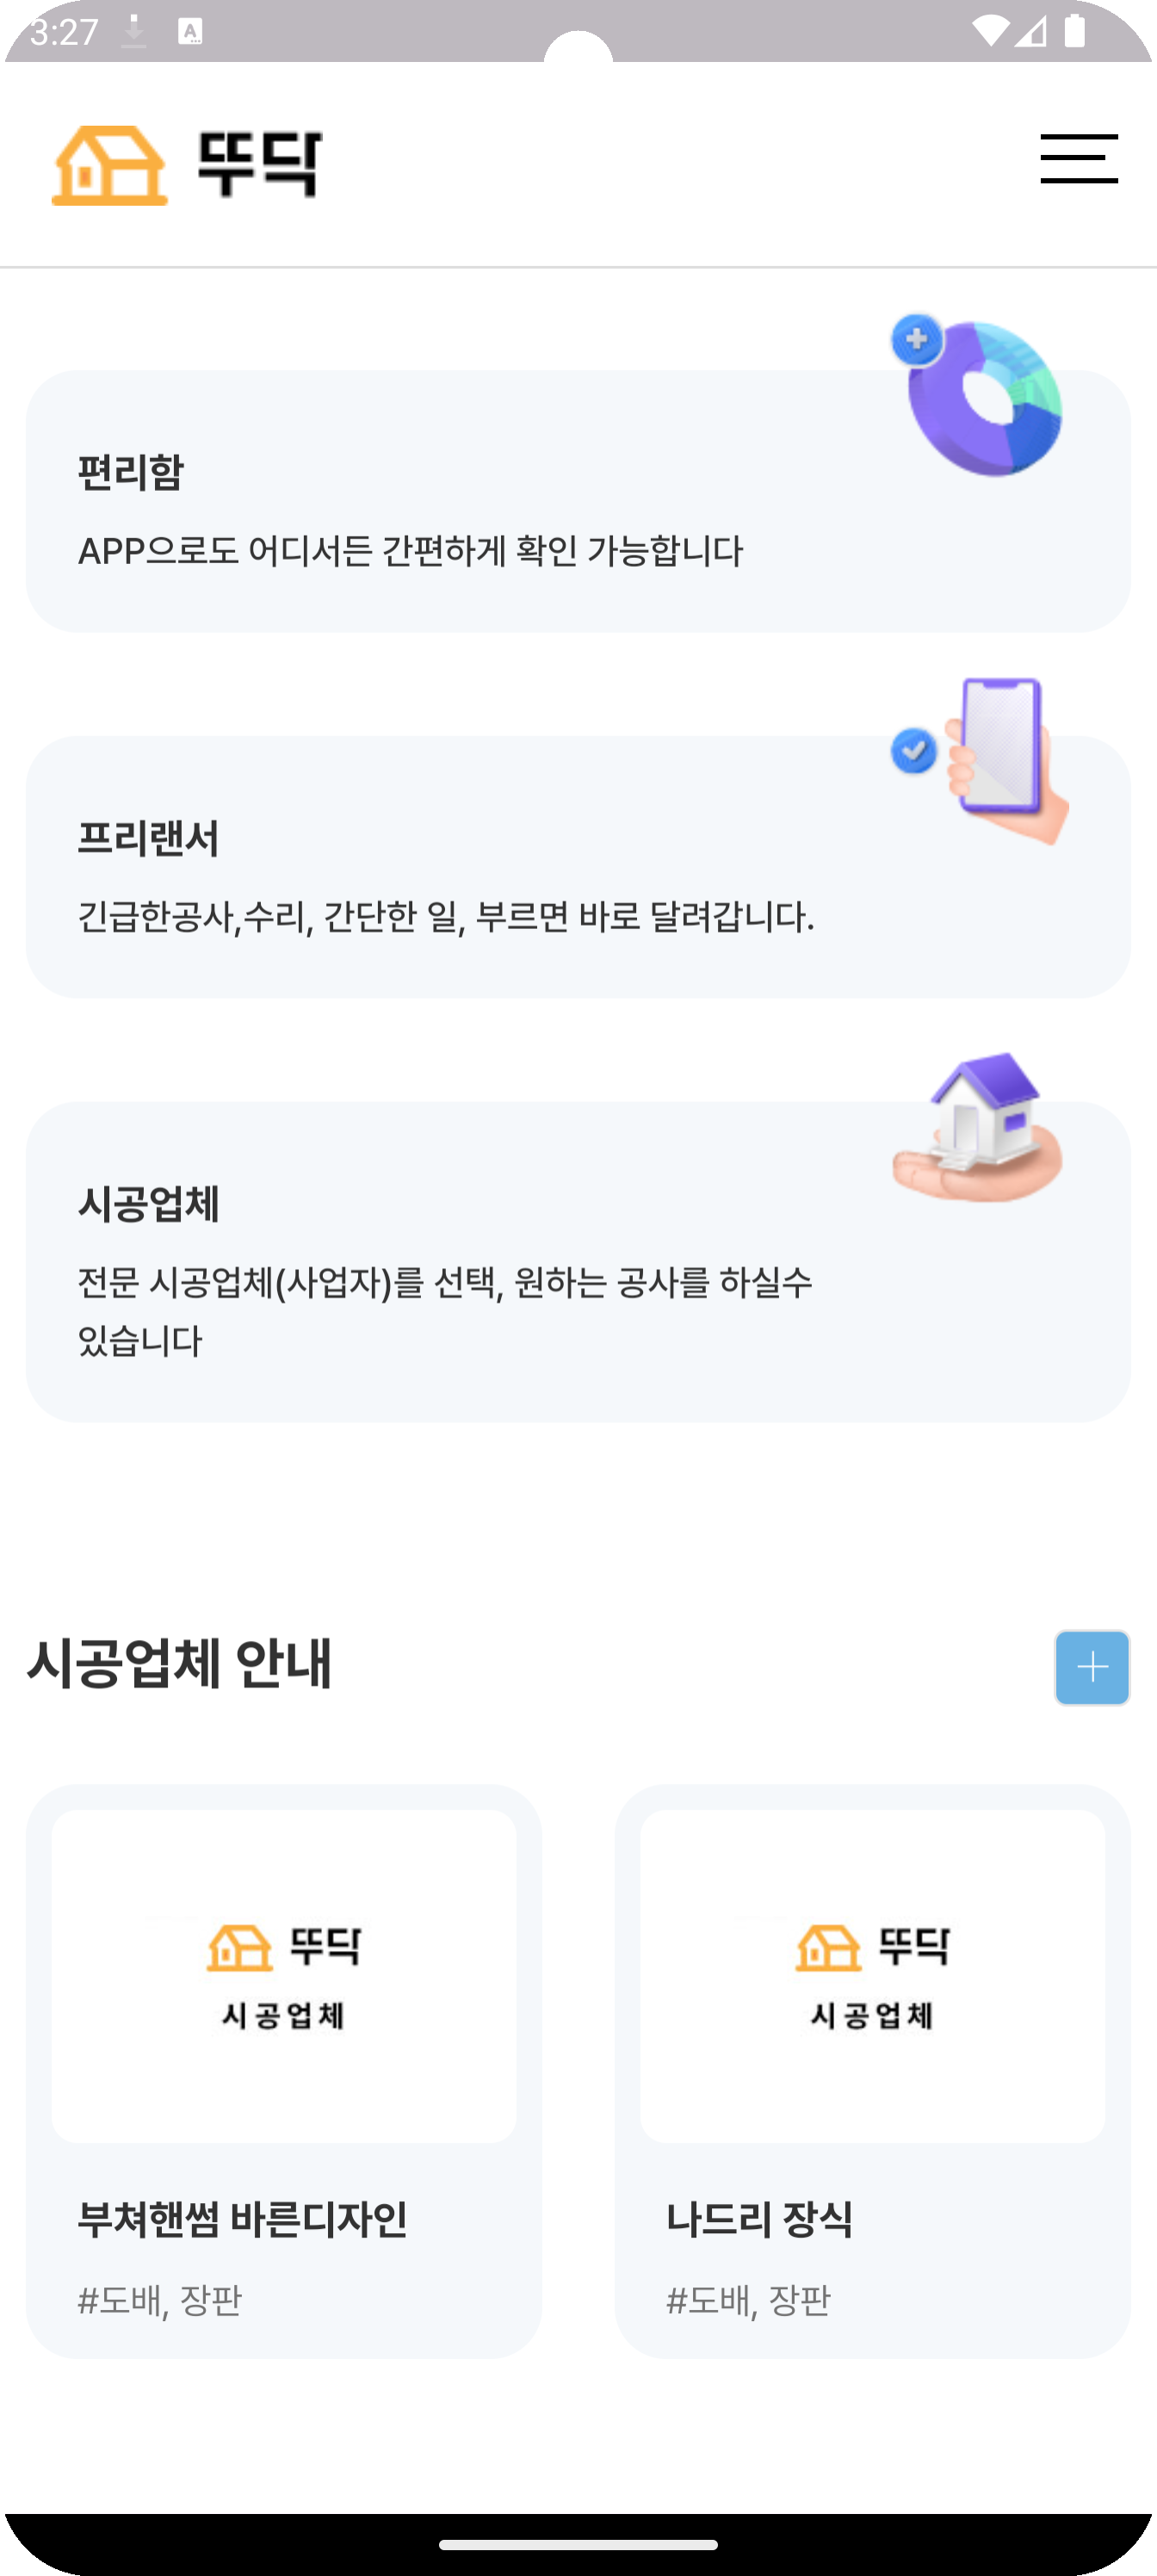 3:27
A
뚜닥
편리함
APP으로도 어디서든 간편하게 확인 가능합니다
프리랜서
긴급한공사,수리, 간단한 일, 부르면 바로 달려갑니다.
시공업체
전문 시공업체(사업자)를 선택, 원하는 공사를 하실수
있습니다
시공업체 안내
뚜닥
시공업체
부쳐핸썸 바른디자인
#도배, 장판
뚜닥
시공업체
나드리 장식
#도배, 장판